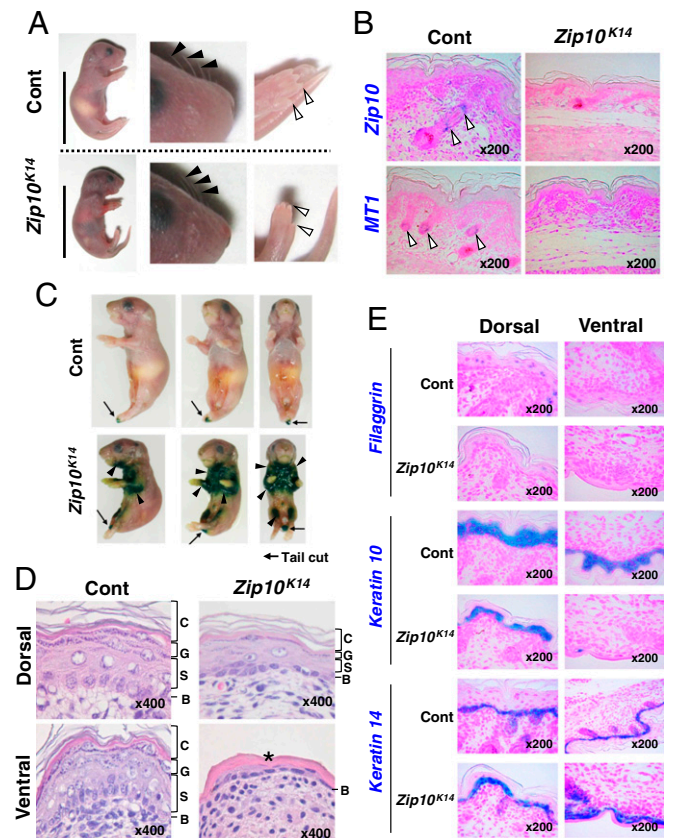 A
Cont
Zip10K14
B
Cont Zip10K14
Zip10
x200 x200
MT1
x200 x200
C
Cont
Zip10K14
Tail cut
D
Cont Zip10K14
Dorsal
C
G
S
B
x400
C
G
S
B
x400
Ventral
C
G
S
B
x400
*
B
x400
E
Dorsal Ventral
Filaggrin
Cont
x200 x200
Zip10K14
x200 x200
Keratin 10
Cont
x200 x200
Zip10K14
x200 x200
Keratin 14
Cont
x200 x200
Zip10K14
x200 x200